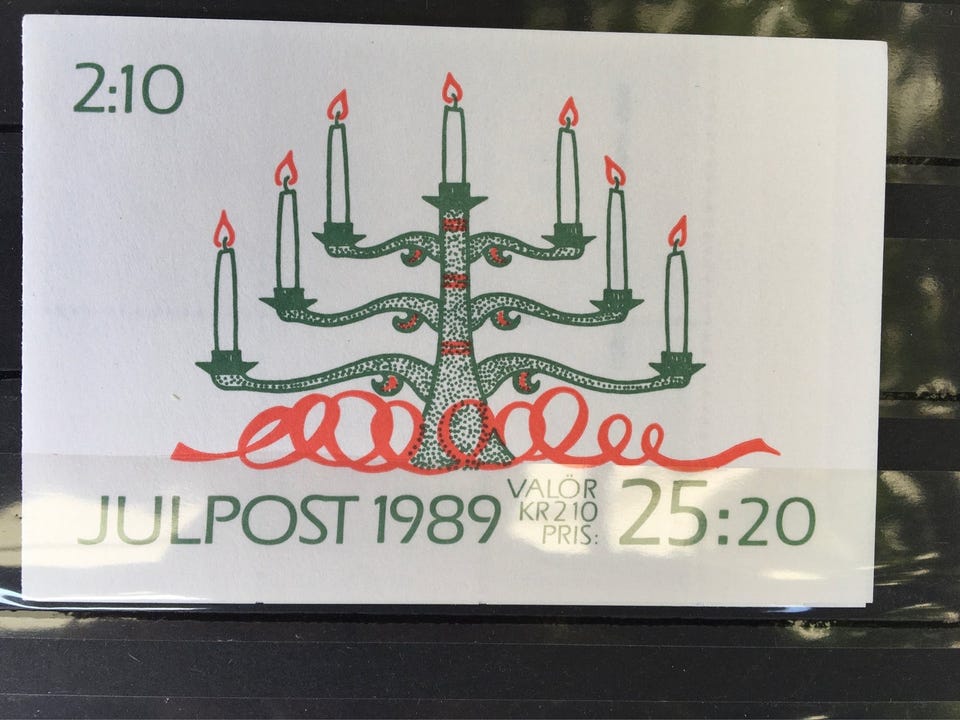 2:10
JULPOST 1989
VALÖR
KR 2 10
PRIS:
25:20